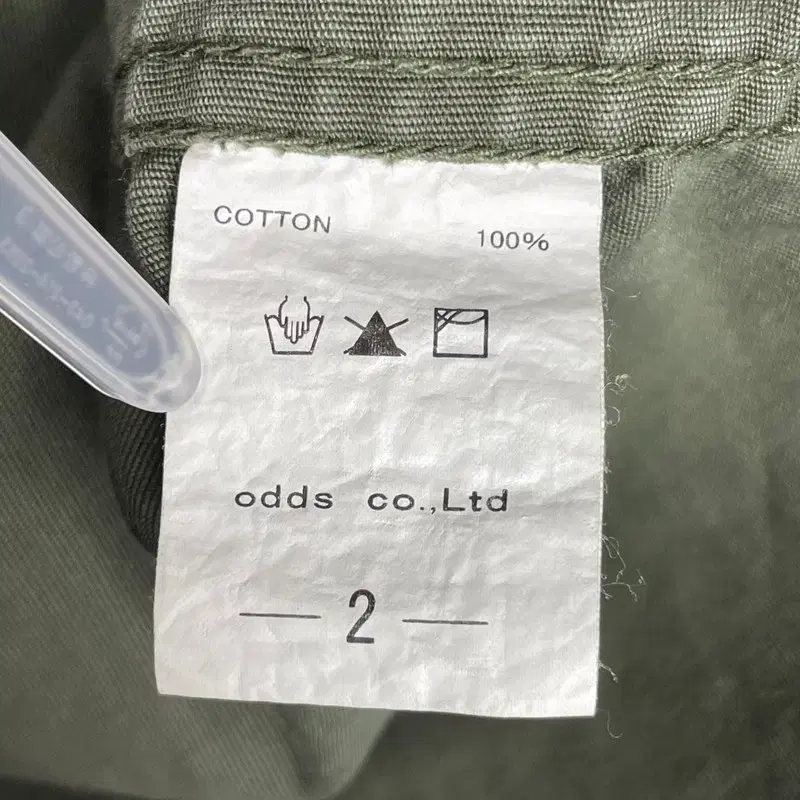 COTTON
100%
odds co.,Ltd
— 2 —